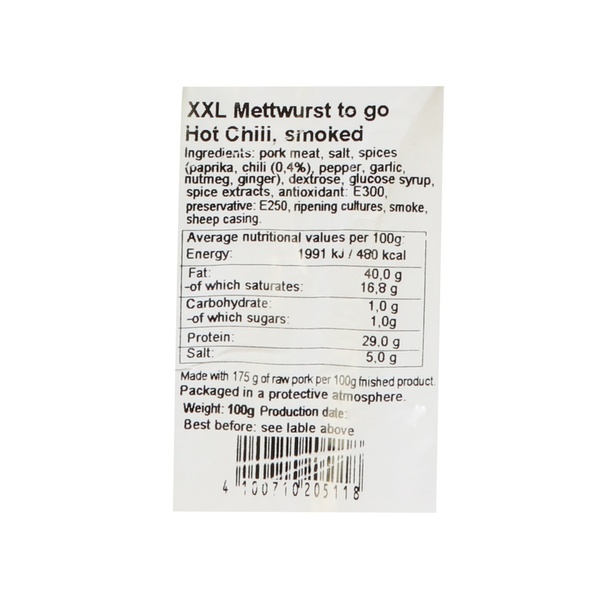 XXL Mettwurst to go
Hot Chili, smoked
Ingredients: pork meat, salt, spices
(paprika, chili (0,4%), pepper, garlic,
nutmeg, ginger), dextrose, glucose syrup,
spice extracts, antioxidant: E300,
preservative: E250, ripening cultures, smoke,
sheep casing.
Average nutritional values per 100g:
Energy: 1991 kJ / 480 kcal
Fat: 40,0 g
-of which saturates: 16,8 g
Carbohydrate: 1,0 g
-of which sugars: 1,0g
Protein: 29,0 g
Salt: 5,0 g
Made with 175 g of raw pork per 100g fnished product.
Packaged in a protective atmosphere.
Weight: 100g Production date:
Best before: see lable above
4 100710 205118